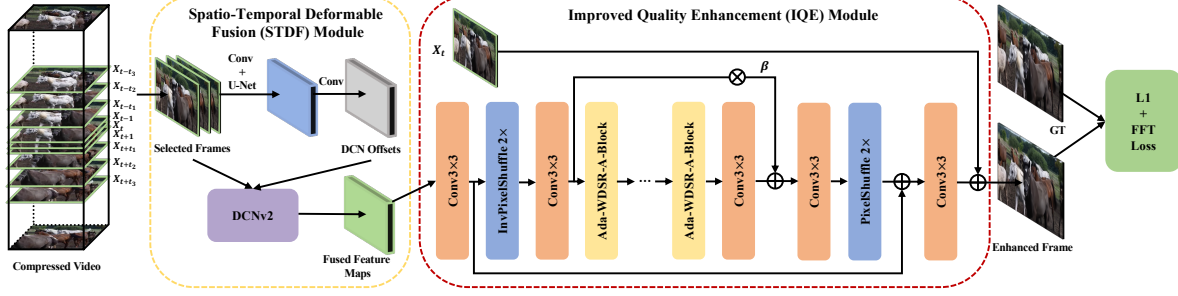 Spatio-Temporal Deformable
Fusion (STDF) Module
Improved Quality Enhancement (IQE) Module
X_{t-t_3}
X_{t-t_2}
X_{t-t_1}
X_{t-1}
X_t
X_{t+1}
X_{t+t_1}
X_{t+t_2}
X_{t+t_3}
Compressed Video
Selected Frames
Conv
+
U-Net
Conv
DCN Offsets
DCNv2
Fused Feature
Maps
X_t
β
Conv3×3
InvPixelShuffle 2×
Conv3×3
Ada-WDSR-A-Block
...
Ada-WDSR-A-Block
Conv3×3
Conv3×3
PixelShuffle 2×
Conv3×3
GT
Enhanced Frame
L1
+
FFT
Loss